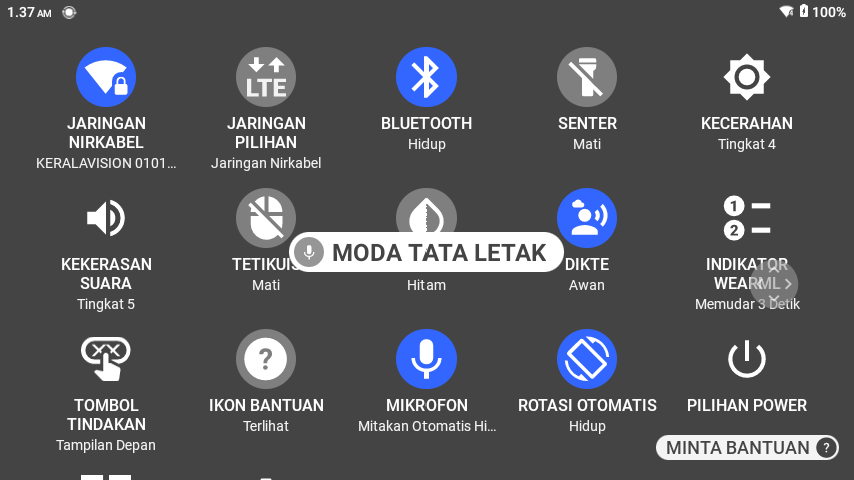 1.37 AM
100%
JARINGAN NIRKABEL
KERALAVISION 0101...
LTE
JARINGAN PILIHAN
Jaringan Nirkabel
BLUETOOTH
Hidup
SENTER
Mati
KECERAHAN
Tingkat 4
KEKERASAN SUARA
Tingkat 5
Mati
MODA TATA LETAK
Hitam
DIKTE
Awan
1
2
INDIKATOR WEARML
Memudar 3 Detik
TOMBOL TINDAKAN
Tampilan Depan
?
IKON BANTUAN
Terlihat
MIKROFON
Mitakan Otomatis Hi...
ROTASI OTOMATIS
Hidup
PILIHAN POWER
MINTA BANTUAN ?